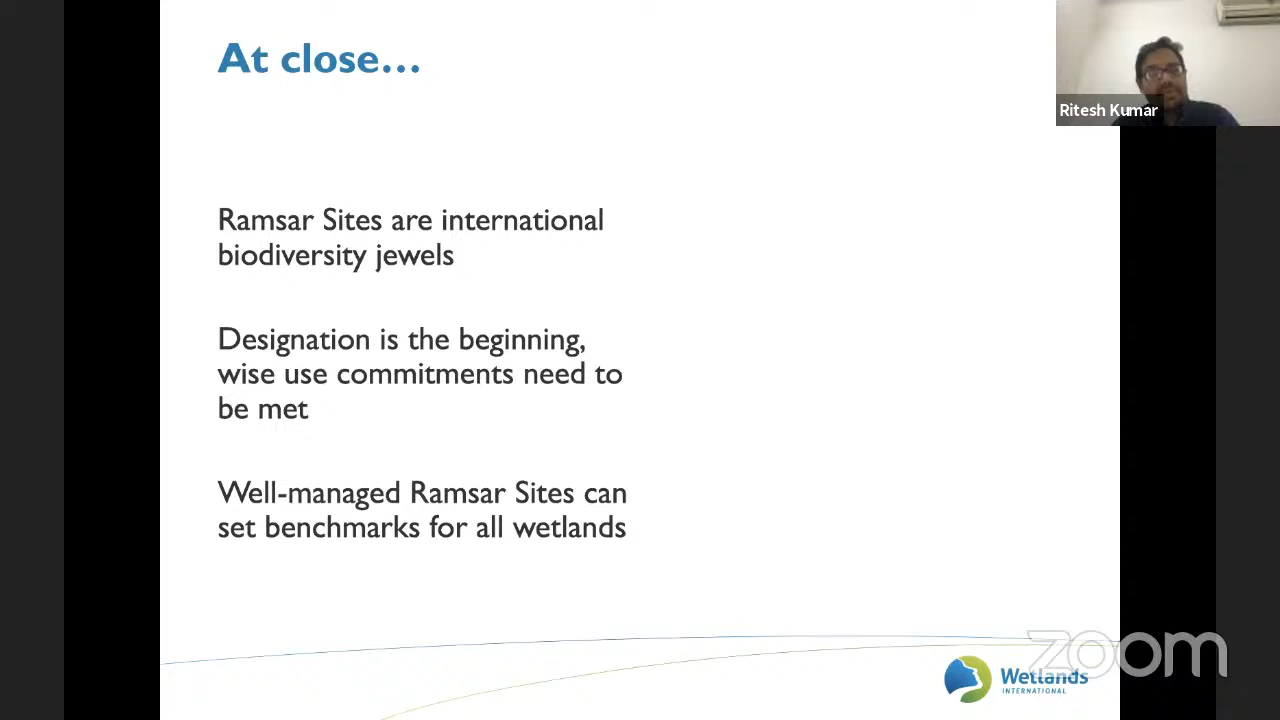 At close...
Ritesh Kumar
Ramsar Sites are international
biodiversity jewels
Designation is the beginning,
wise use commitments need to
be met
Well-managed Ramsar Sites can
set benchmarks for all wetlands
zoom
Wetlands
INTERNATIONAL